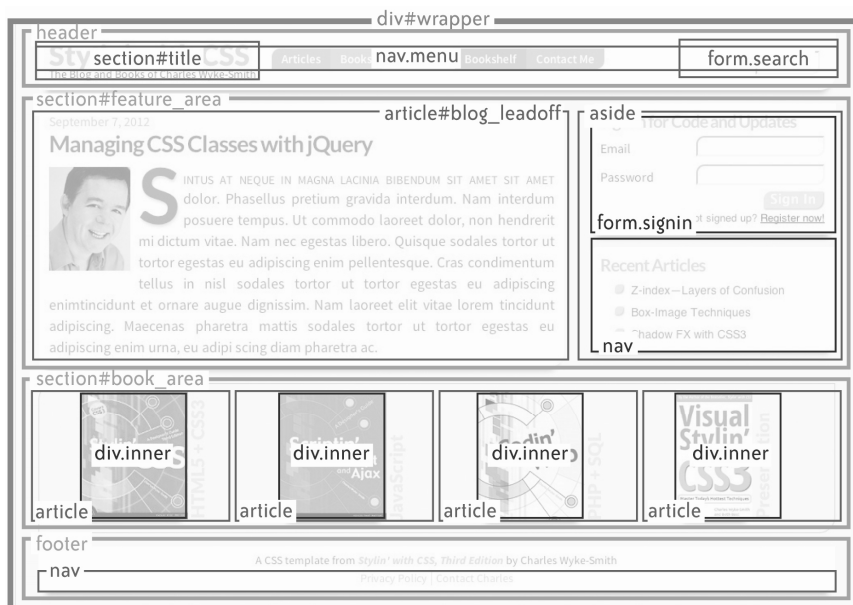 div#wrapper
header
section#title
The Blog and Books of Charles Wyke-Smith
Articles
nav.menu
Bookshelf
Contact Me
form.search
section#feature_area
September 7, 2012
article#blog_leadoff
Managing CSS Classes with jQuery
SINTUS AT NEQUE IN MAGNA LACINIA BIBENDUM SIT AMET SIT AMET
dolor. Phasellus pretium gravida interdum. Nam interdum
posuere tempus. Ut commodo laoreet dolor, non hendrerit
mi dictum vitae. Nam nec egestas libero. Quisque sodales tortor ut
tortor egestas eu adipiscing enim pellentesque. Cras condimentum
tellus in nisl sodales tortor ut tortor egestas eu adipiscing
enimtincidunt et ornare augue dignissim. Nam laoreet elit vitae lorem tincidunt
adipiscing. Maecenas pharetra mattis sodales tortor ut tortor egestas eu
adipiscing enim urna, eu adipi scing diam pharetra ac.
aside
for Code and Updates
Email
Password
Sign In
signed up? Register now!
form.signin
Recent Articles
Z-index—Layers of Confusion
Box-Image Techniques
Shadow FX with CSS3
nav
section#book_area
div.inner
HTML5 + CSS3
article
div.inner
and Ajax
JavaScript
article
div.inner
PHP + SQL
article
Visual
Stylin'
div.inner
CSS3
article
footer
A CSS template from Stylin' with CSS, Third Edition by Charles Wyke-Smith
nav
Privacy Policy | Contact Charles